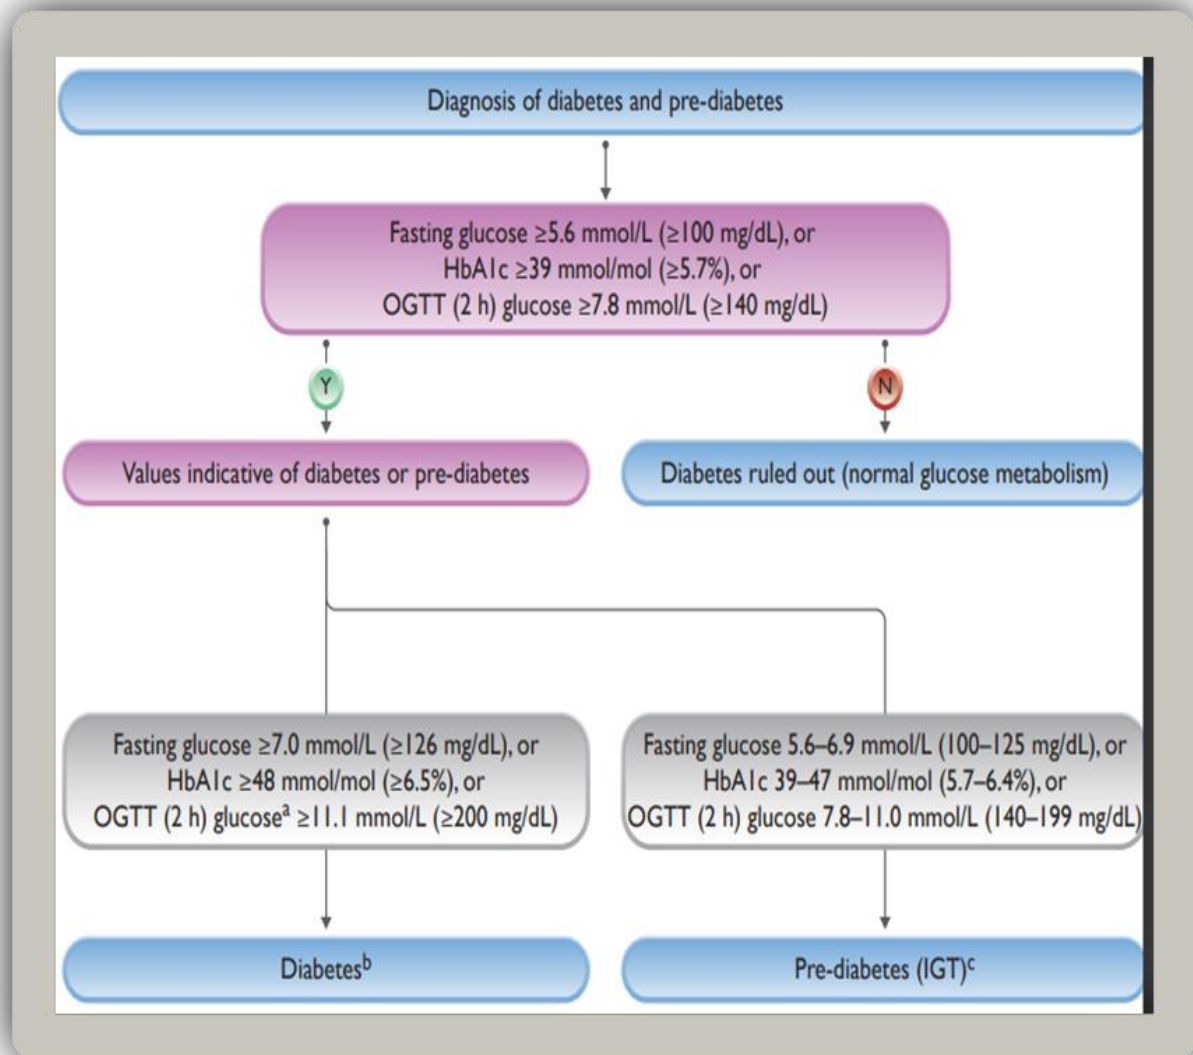 Diagnosis of diabetes and pre-diabetes
Fasting glucose ≥5.6 mmol/L (≥100 mg/dL), or
HbA1c ≥39 mmol/mol (≥5.7%), or
OGTT (2 h) glucose ≥7.8 mmol/L (≥140 mg/dL)
Y
N
Values indicative of diabetes or pre-diabetes
Diabetes ruled out (normal glucose metabolism)
Fasting glucose ≥7.0 mmol/L (≥126 mg/dL), or
HbA1c ≥48 mmol/mol (≥6.5%), or
OGTT (2 h) glucoseᵃ ≥11.1 mmol/L (≥200 mg/dL)
Fasting glucose 5.6–6.9 mmol/L (100–125 mg/dL), or
HbA1c 39–47 mmol/mol (5.7–6.4%), or
OGTT (2 h) glucose 7.8–11.0 mmol/L (140–199 mg/dL)
Diabetesᵇ
Pre-diabetes (IGT)ᶜ